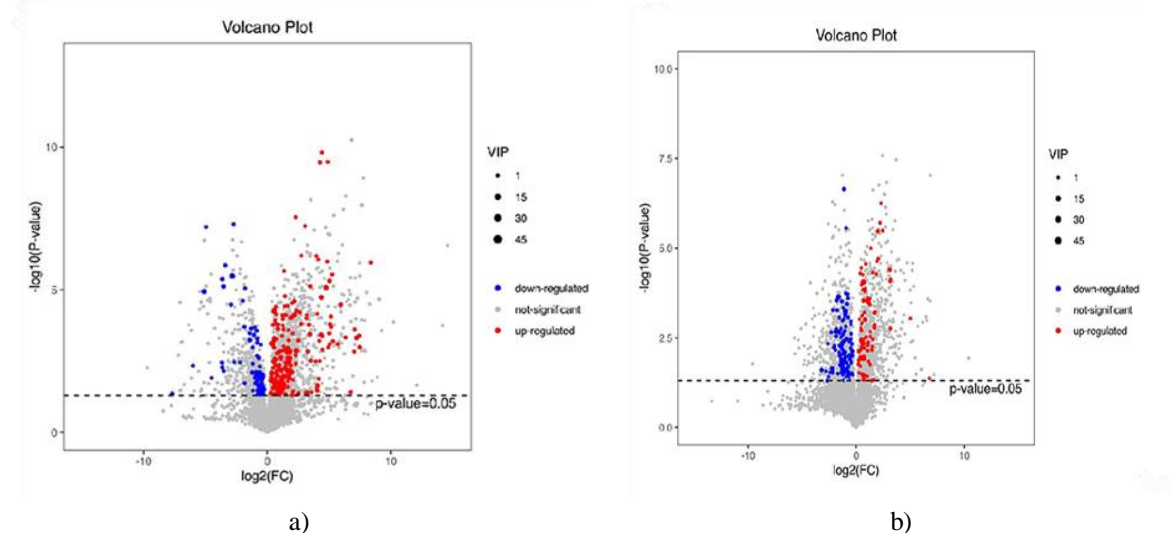 Volcano Plot
10
5
0
-10
0
10
-log10(P-value)
log2(FC)
p-value=0.05
VIP
1
15
30
45
down-regulated
not-significant
up-regulated
a)
Volcano Plot
10.0
7.5
5.0
2.5
0.0
-10
0
10
-log10(P-value)
log2(FC)
p-value=0.05
VIP
1
15
30
45
down-regulated
not-significant
up-regulated
b)